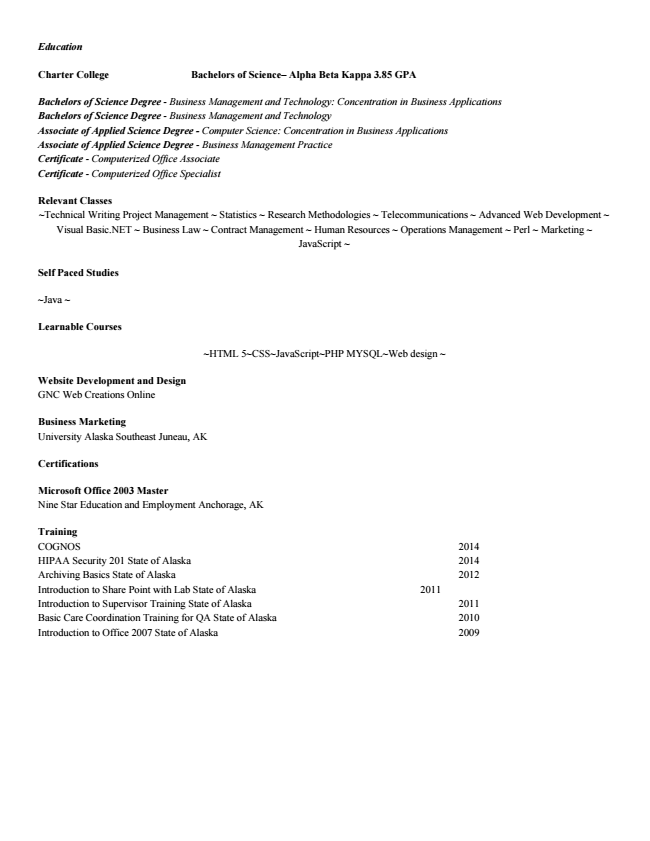 Education
Charter College Bachelors of Science– Alpha Beta Kappa 3.85 GPA
Bachelors of Science Degree - Business Management and Technology: Concentration in Business Applications
Bachelors of Science Degree - Business Management and Technology
Associate of Applied Science Degree - Computer Science: Concentration in Business Applications
Associate of Applied Science Degree - Business Management Practice
Certificate - Computerized Office Associate
Certificate - Computerized Office Specialist
Relevant Classes
~Technical Writing Project Management ~ Statistics ~ Research Methodologies ~ Telecommunications ~ Advanced Web Development ~
Visual Basic.NET ~ Business Law ~ Contract Management ~ Human Resources ~ Operations Management ~ Perl ~ Marketing ~
JavaScript ~
Self Paced Studies
~Java ~
Learnable Courses
~HTML 5~CSS~JavaScript~PHP MYSQL~Web design ~
Website Development and Design
GNC Web Creations Online
Business Marketing
University Alaska Southeast Juneau, AK
Certifications
Microsoft Office 2003 Master
Nine Star Education and Employment Anchorage, AK
Training
COGNOS 2014
HIPAA Security 201 State of Alaska 2014
Archiving Basics State of Alaska 2012
Introduction to Share Point with Lab State of Alaska 2011
Introduction to Supervisor Training State of Alaska 2011
Basic Care Coordination Training for QA State of Alaska 2010
Introduction to Office 2007 State of Alaska 2009